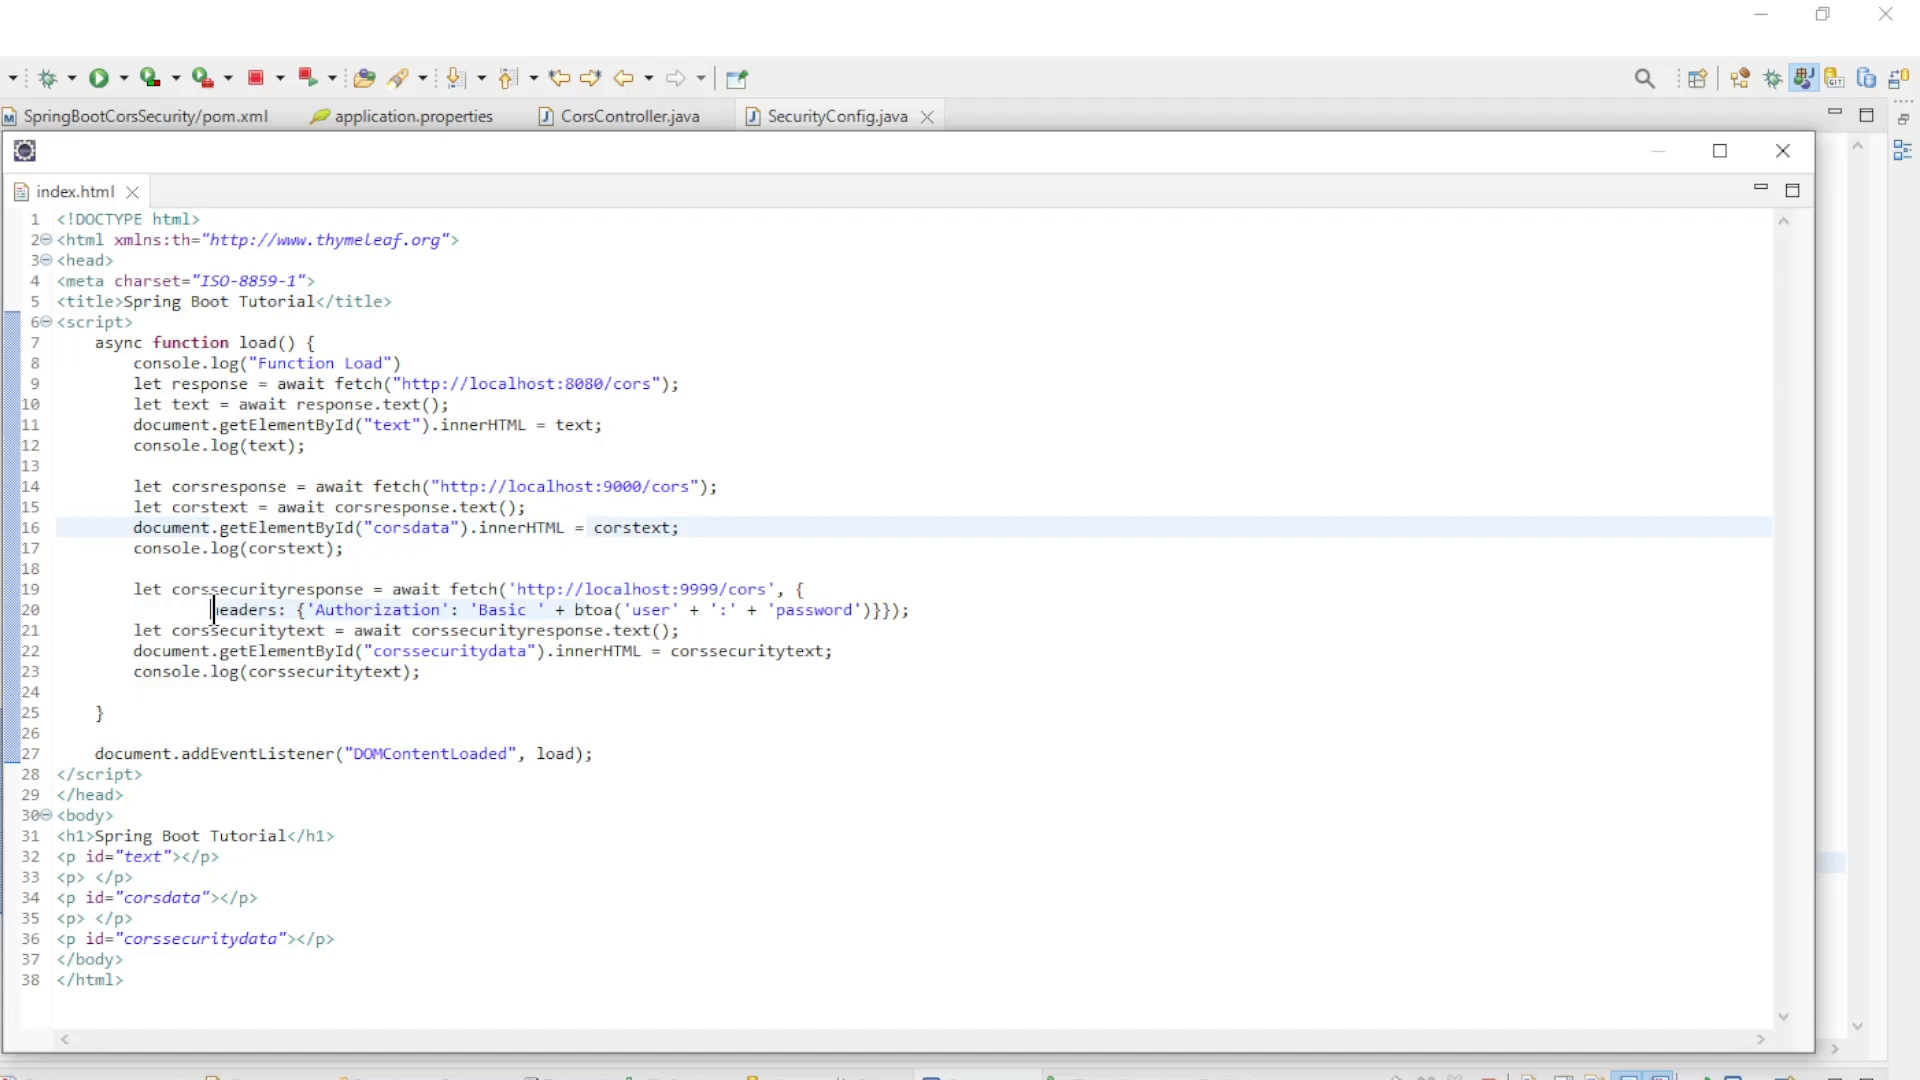 SpringBootCorsSecurity/pom.xml application.properties CorsController.java SecurityConfig.java
index.html
1 <!DOCTYPE html>
2 <html xmlns:th="http://www.thymeleaf.org">
3 <head>
4 <meta charset="ISO-8859-1">
5 <title>Spring Boot Tutorial</title>
6 <script>
7 async function load() {
8 console.log("Function Load")
9 let response = await fetch("http://localhost:8080/cors");
10 let text = await response.text();
11 document.getElementById("text").innerHTML = text;
12 console.log(text);
13
14 let corsresponse = await fetch("http://localhost:9000/cors");
15 let corstext = await corsresponse.text();
16 document.getElementById("corsdata").innerHTML = corstext;
17 console.log(corstext);
18
19 let corssecurityresponse = await fetch('http://localhost:9999/cors', {
20 headers: {'Authorization': 'Basic ' + btoa('user' + ':' + 'password')}});
21 let corssecuritytext = await corssecurityresponse.text();
22 document.getElementById("corssecuritydata").innerHTML = corssecuritytext;
23 console.log(corssecuritytext);
24
25 }
26
27 document.addEventListener("DOMContentLoaded", load);
28 </script>
29 </head>
30 <body>
31 <h1>Spring Boot Tutorial</h1>
32 <p id="text"></p>
33 <p> </p>
34 <p id="corsdata"></p>
35 <p> </p>
36 <p id="corssecuritydata"></p>
37 </body>
38 </html>